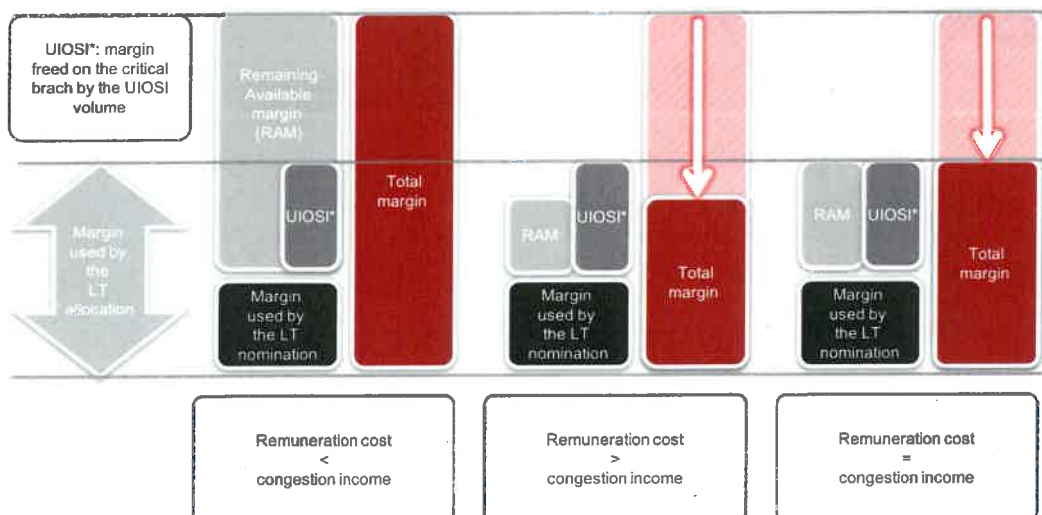 UIOSI*: margin
freed on the critical
brach by the UIOSI
volume
Margin
used by
the
LT
allocation
Remaining
Available
margin
(RAM)
UIOSI*
Margin
used by
the LT
nomination
Total
margin
RAM
UIOSI*
Margin
used by
the LT
nomination
Total
margin
RAM
UIOSI*
Margin
used by
the LT
nomination
Total
margin
Remuneration cost
<
congestion income
Remuneration cost
>
congestion income
Remuneration cost
=
congestion income